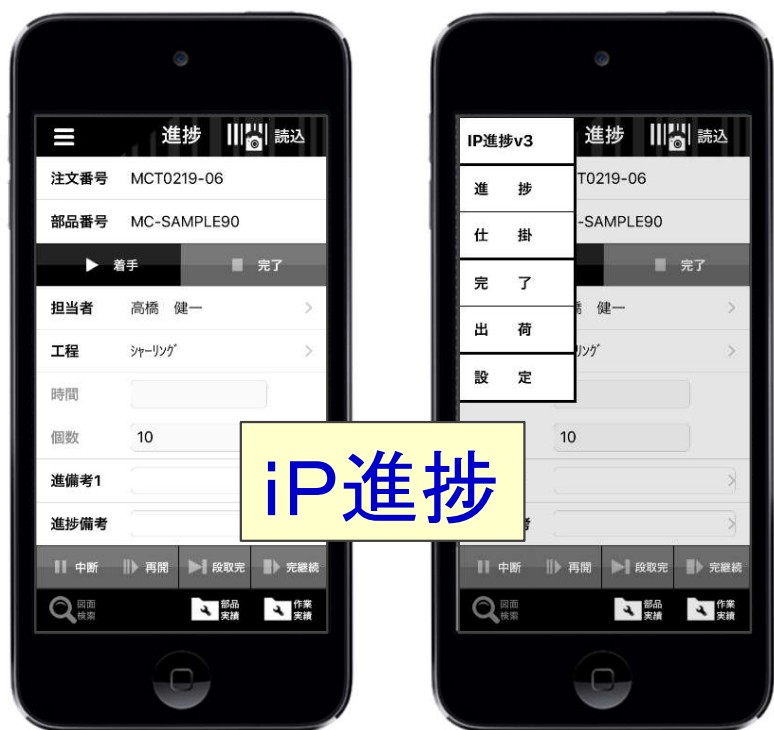 進捗 読込
注文番号 MCT0219-06
部品番号 MC-SAMPLE90
着手 完了
担当者 高橋 健一
工程 ｼｬｰﾘﾝｸﾞ
時間
個数 10
進備考1
進捗備考
中断 再開 段取完 完継続
図面
検索
部品
実績
作業
実績
IP進捗v3
進 捗
仕 掛
完 了
出 荷
設 定
進捗 読込
T0219-06
-SAMPLE90
完了
健一
ﾘﾝｸﾞ
10
中断 再開 段取完 完継続
図面
検索
部品
実績
作業
実績
iP進捗